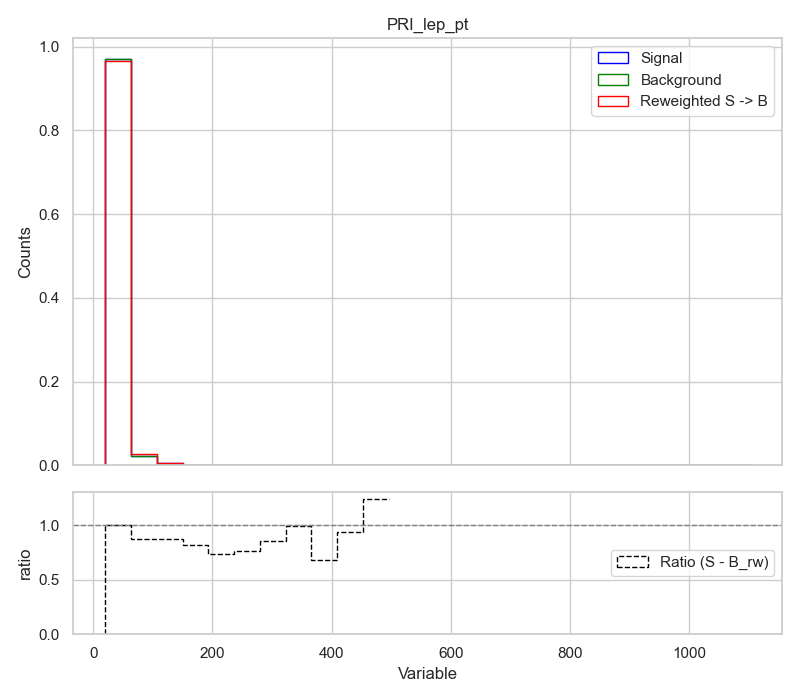 PRI_lep_pt
1.0
0.8
0.6
0.4
0.2
0.0
Counts
Signal
Background
Reweighted S -> B
1.0
0.5
0.0
ratio
Ratio (S - B_rw)
0
200
400
600
800
1000
Variable